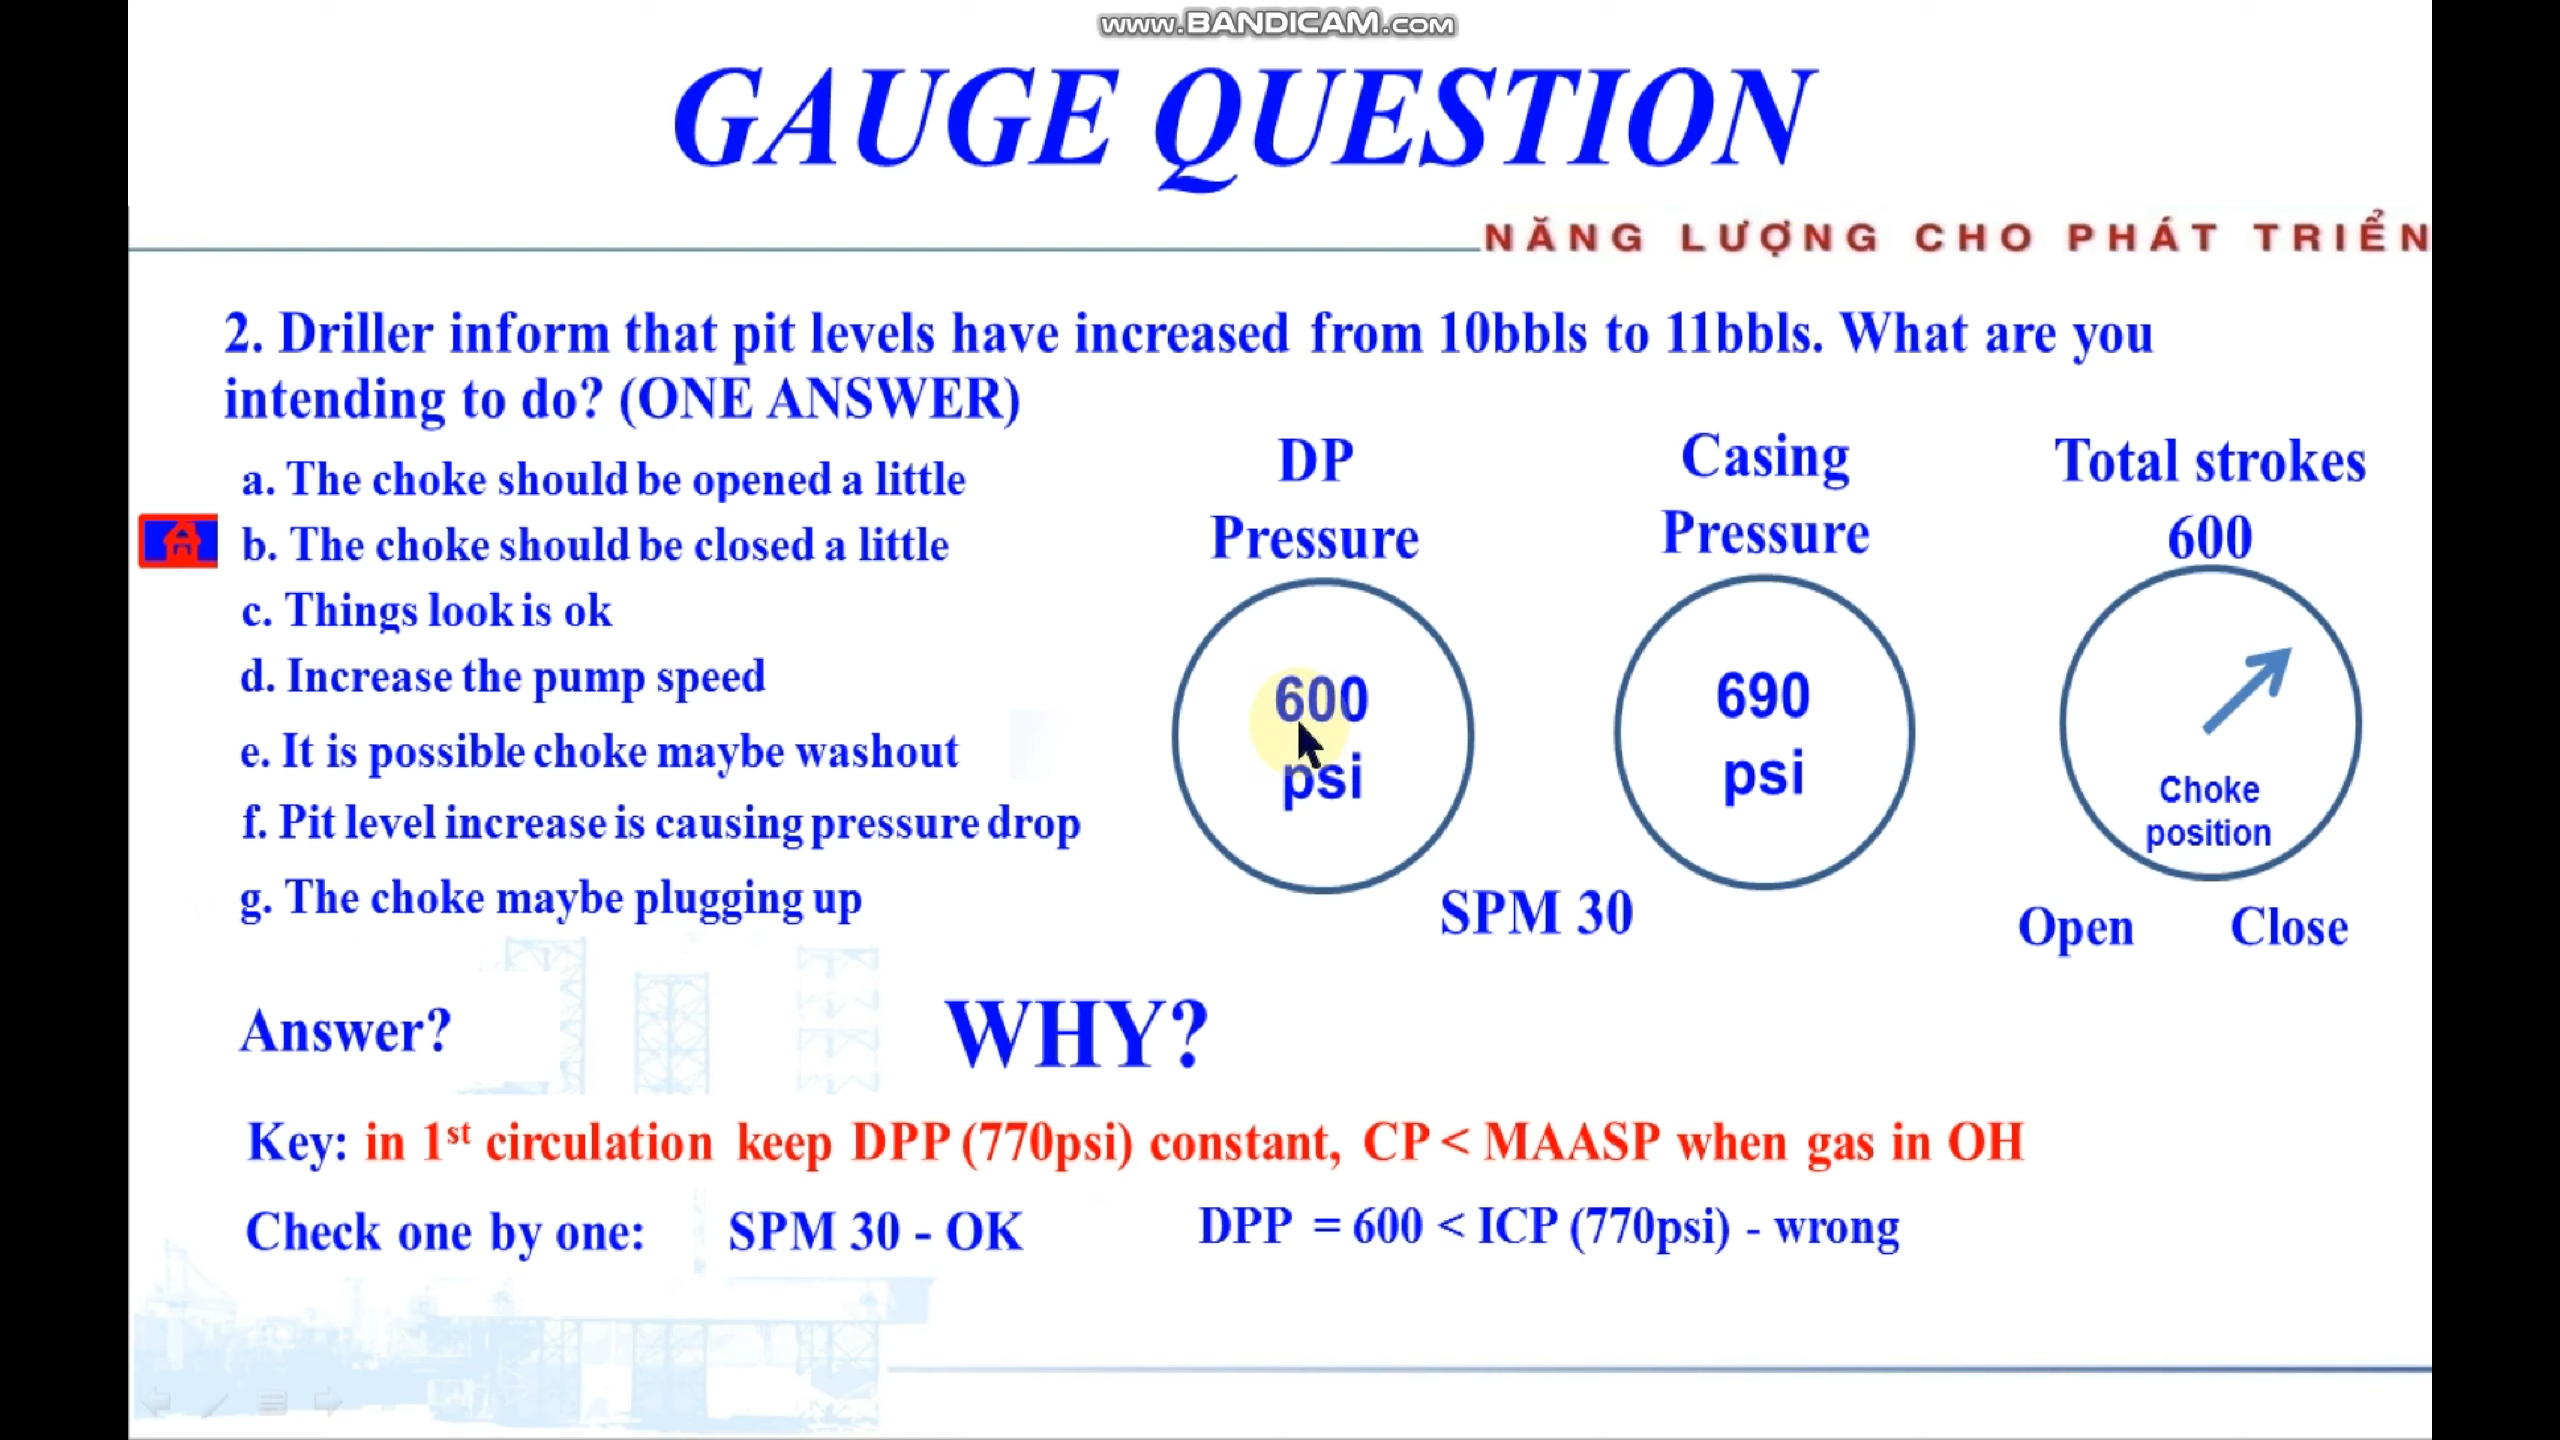 www.BANDICAM.com
GAUGE QUESTION
NĂNG LƯỢNG CHO PHÁT TRIỂN
2. Driller inform that pit levels have increased from 10bbls to 11bbls. What are you
intending to do? (ONE ANSWER)
a. The choke should be opened a little
b. The choke should be closed a little
c. Things look is ok
d. Increase the pump speed
e. It is possible choke maybe washout
f. Pit level increase is causing pressure drop
g. The choke maybe plugging up
DP
Pressure
600
psi
Casing
Pressure
690
psi
SPM 30
Total strokes
600
Choke
position
Open Close
Answer?
WHY?
Key: in 1st circulation keep DPP (770psi) constant, CP < MAASP when gas in OH
Check one by one: SPM 30 - OK DPP = 600 < ICP (770psi) - wrong